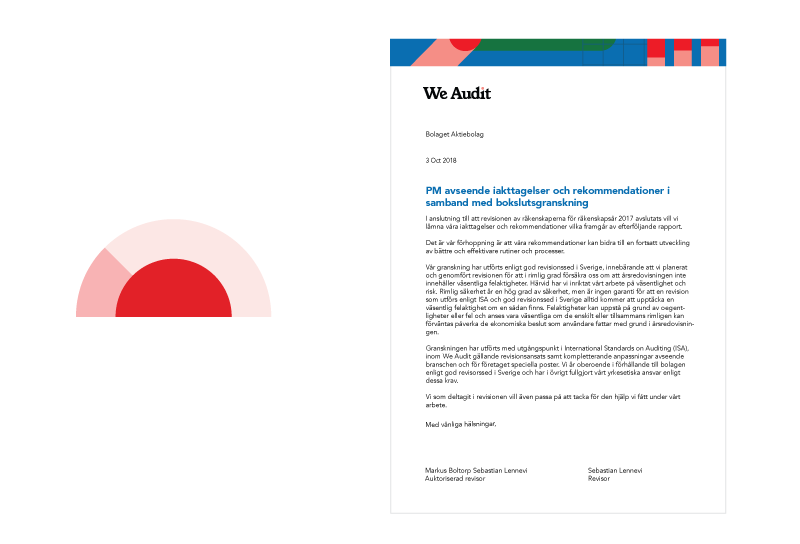 We Audit
Bolaget Aktiebolag
3 Oct 2018
PM avseende iakttagelser och rekommendationer i
samband med bokslutsgranskning
I anslutning till att revisionen av räkenskaperna för räkenskapsår 2017 avslutats vill vi
lämna våra iakttagelser och rekommendationer vilka framgår av efterföljande rapport.
Det är vår förhoppning är att våra rekommendationer kan bidra till en fortsatt utveckling
av bättre och effektivare rutiner och processer.
Vår granskning har utförts enligt god revisionssed i Sverige, innebärande att vi planerat
och genomfört revisionen för att i rimlig grad försäkra oss om att årsredovisningen inte
innehåller väsentliga felaktigheter. Härvid har vi inriktat vårt arbete på väsentlighet och
risk. Rimlig säkerhet är en hög grad av säkerhet, men är ingen garanti för att en revision
som utförs enligt ISA och god revisionssed i Sverige alltid kommer att upptäcka en
väsentlig felaktighet om en sådan finns. Felaktigheter kan uppstå på grund av oegent-
ligheter eller fel och anses vara väsentliga om de enskilt eller tillsammans rimligen kan
förväntas påverka de ekonomiska beslut som användare fattar med grund i årsredovisnin-
gen.
Granskningen har utförts med utgångspunkt i International Standards on Auditing (ISA),
inom We Audit gällande revisionsansats samt kompletterande anpassningar avseende
branschen och för företaget speciella poster. Vi är oberoende i förhållande till bolagen
enligt god revisorssed i Sverige och har i övrigt fullgjort vårt yrkesetiska ansvar enligt
dessa krav.
Vi som deltagit i revisionen vill även passa på att tacka för den hjälp vi fått under vårt
arbete.
Med vänliga hälsningar,
Markus Boltorp Sebastian Lennevi
Auktoriserad revisor
Sebastian Lennevi
Revisor